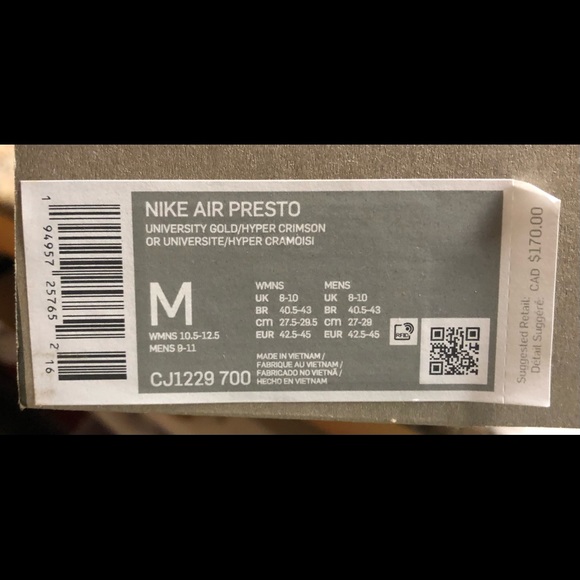 1 94957 25765 2 16
NIKE AIR PRESTO
UNIVERSITY GOLD/HYPER CRIMSON
OR UNIVERSITE/HYPER CRAMOISI
M
WMNS 10.5-12.5
MENS 9-11
WMNS MENS
UK 8-10 UK 8-10
BR 40.5-43 BR 40.5-43
cm 27.5-29.5 cm 27-29
EUR 42.5-45 EUR 42.5-45
CJ1229 700
MADE IN VIETNAM /
FABRIQUE AU VIETNAM /
FABRICADO NO VIETNÃ /
HECHO EN VIETNAM
Suggested Retail: CAD $170.00
Détail Suggéré: